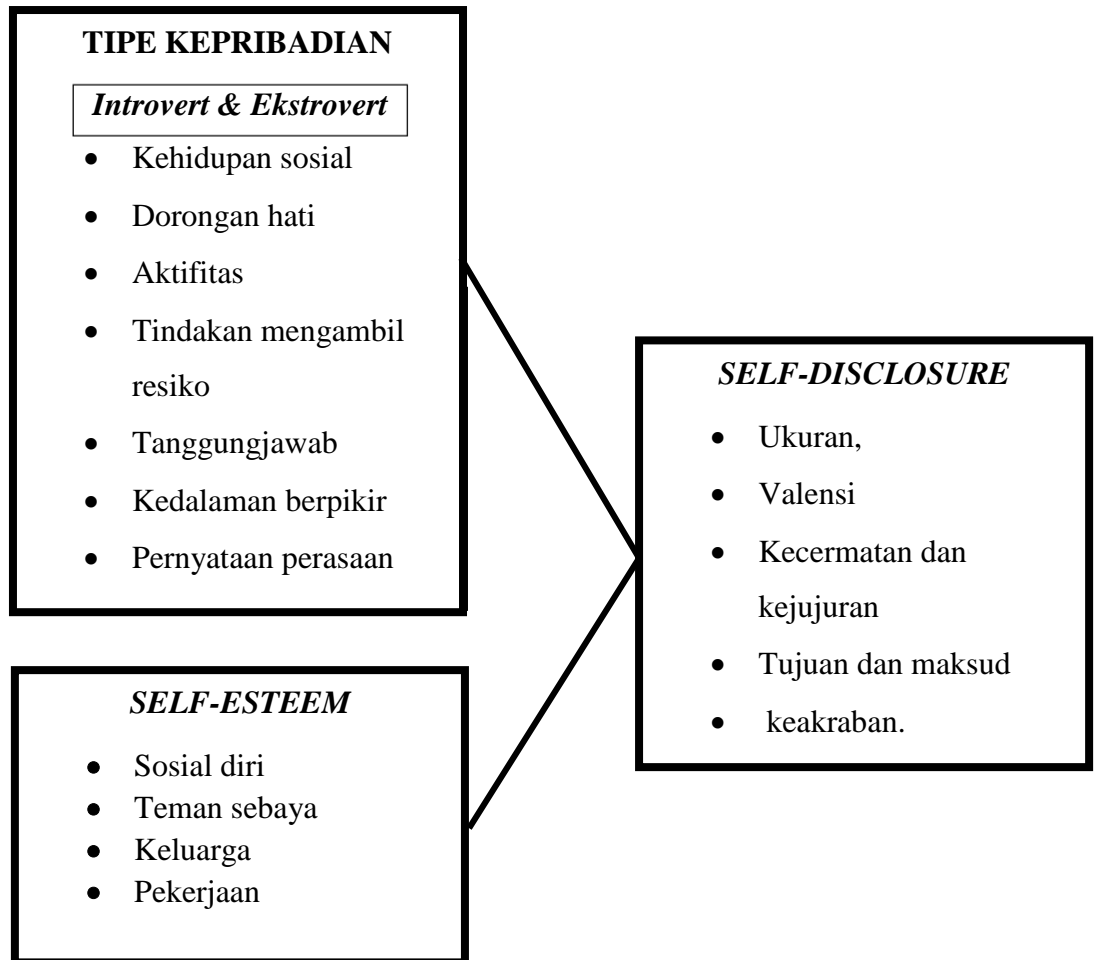 TIPE KEPRIBADIAN
Introvert & Ekstrovert
• Kehidupan sosial
• Dorongan hati
• Aktifitas
• Tindakan mengambil
resiko
• Tanggungjawab
• Kedalaman berpikir
• Pernyataan perasaan
SELF-ESTEEM
• Sosial diri
• Teman sebaya
• Keluarga
• Pekerjaan
SELF-DISCLOSURE
• Ukuran,
• Valensi
• Kecermatan dan
kejujuran
• Tujuan dan maksud
• keakraban.